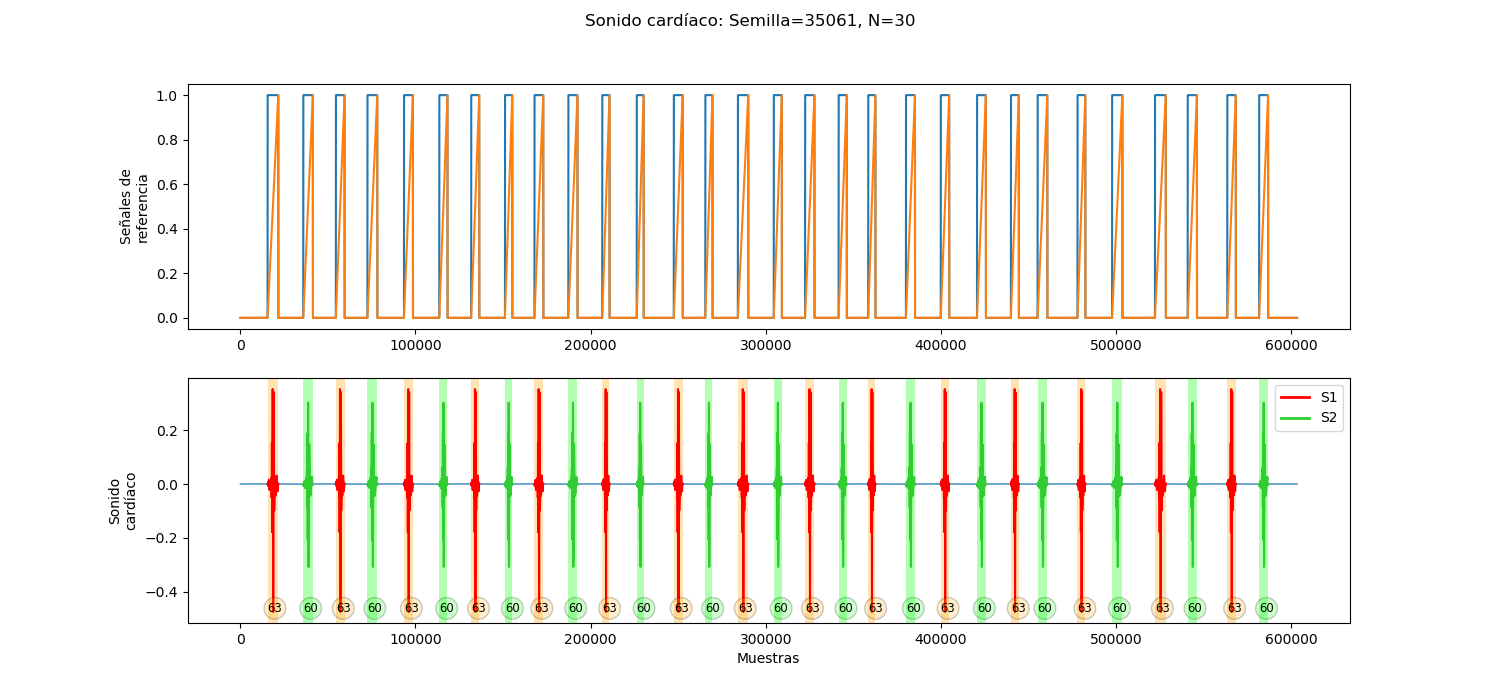 Sonido cardíaco: Semilla=35061, N=30
1.0
0.8
0.6
0.4
0.2
0.0
Señales de
referencia
0 100000 200000 300000 400000 500000 600000
0.2
0.0
−0.2
−0.4
Sonido
cardíaco
S1
S2
63 60 63 60 63 60 63 60 63 60 63 60 63 60 63 60 63 60 63 60 63 60 63 60 63 60 63 60 63 60
0 100000 200000 300000 400000 500000 600000
Muestras